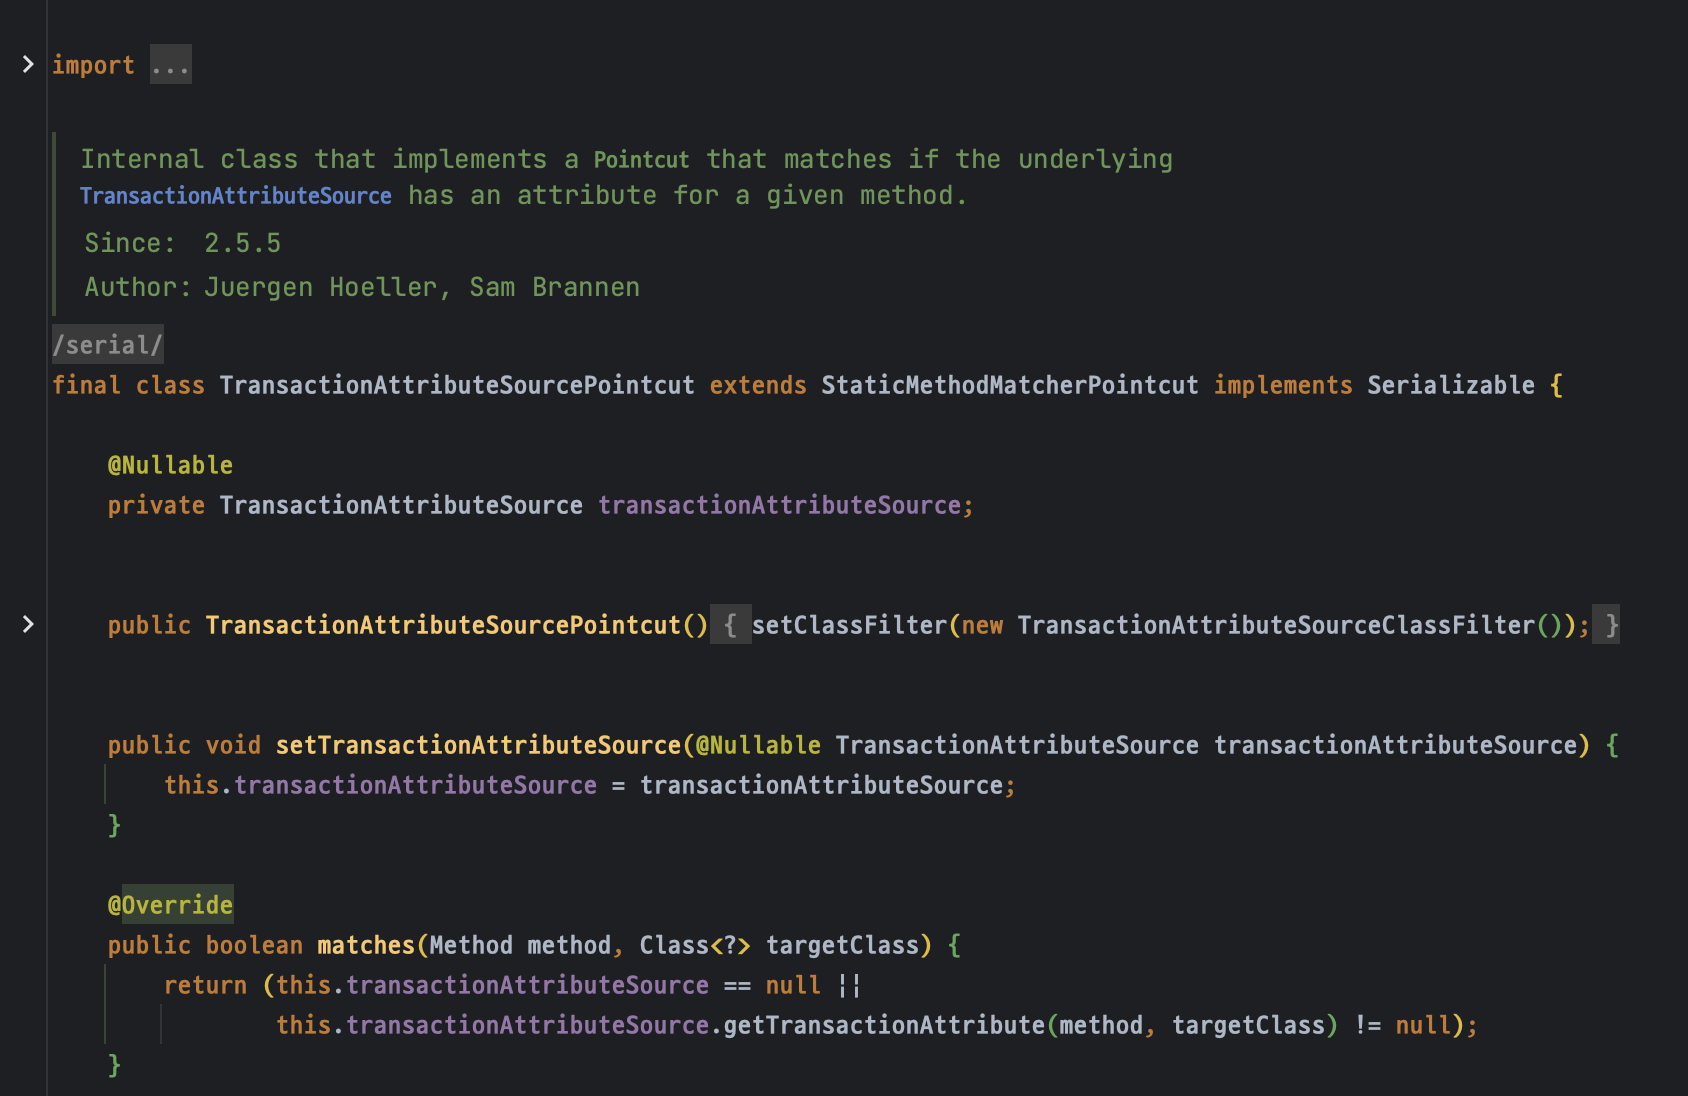 import ...
Internal class that implements a Pointcut that matches if the underlying
TransactionAttributeSource has an attribute for a given method.
Since: 2.5.5
Author: Juergen Hoeller, Sam Brannen
/serial/
final class TransactionAttributeSourcePointcut extends StaticMethodMatcherPointcut implements Serializable {
@Nullable
private TransactionAttributeSource transactionAttributeSource;
public TransactionAttributeSourcePointcut() { setClassFilter(new TransactionAttributeSourceClassFilter()); }
public void setTransactionAttributeSource(@Nullable TransactionAttributeSource transactionAttributeSource) {
this.transactionAttributeSource = transactionAttributeSource;
}
@Override
public boolean matches(Method method, Class<?> targetClass) {
return (this.transactionAttributeSource == null ||
this.transactionAttributeSource.getTransactionAttribute(method, targetClass) != null);
}